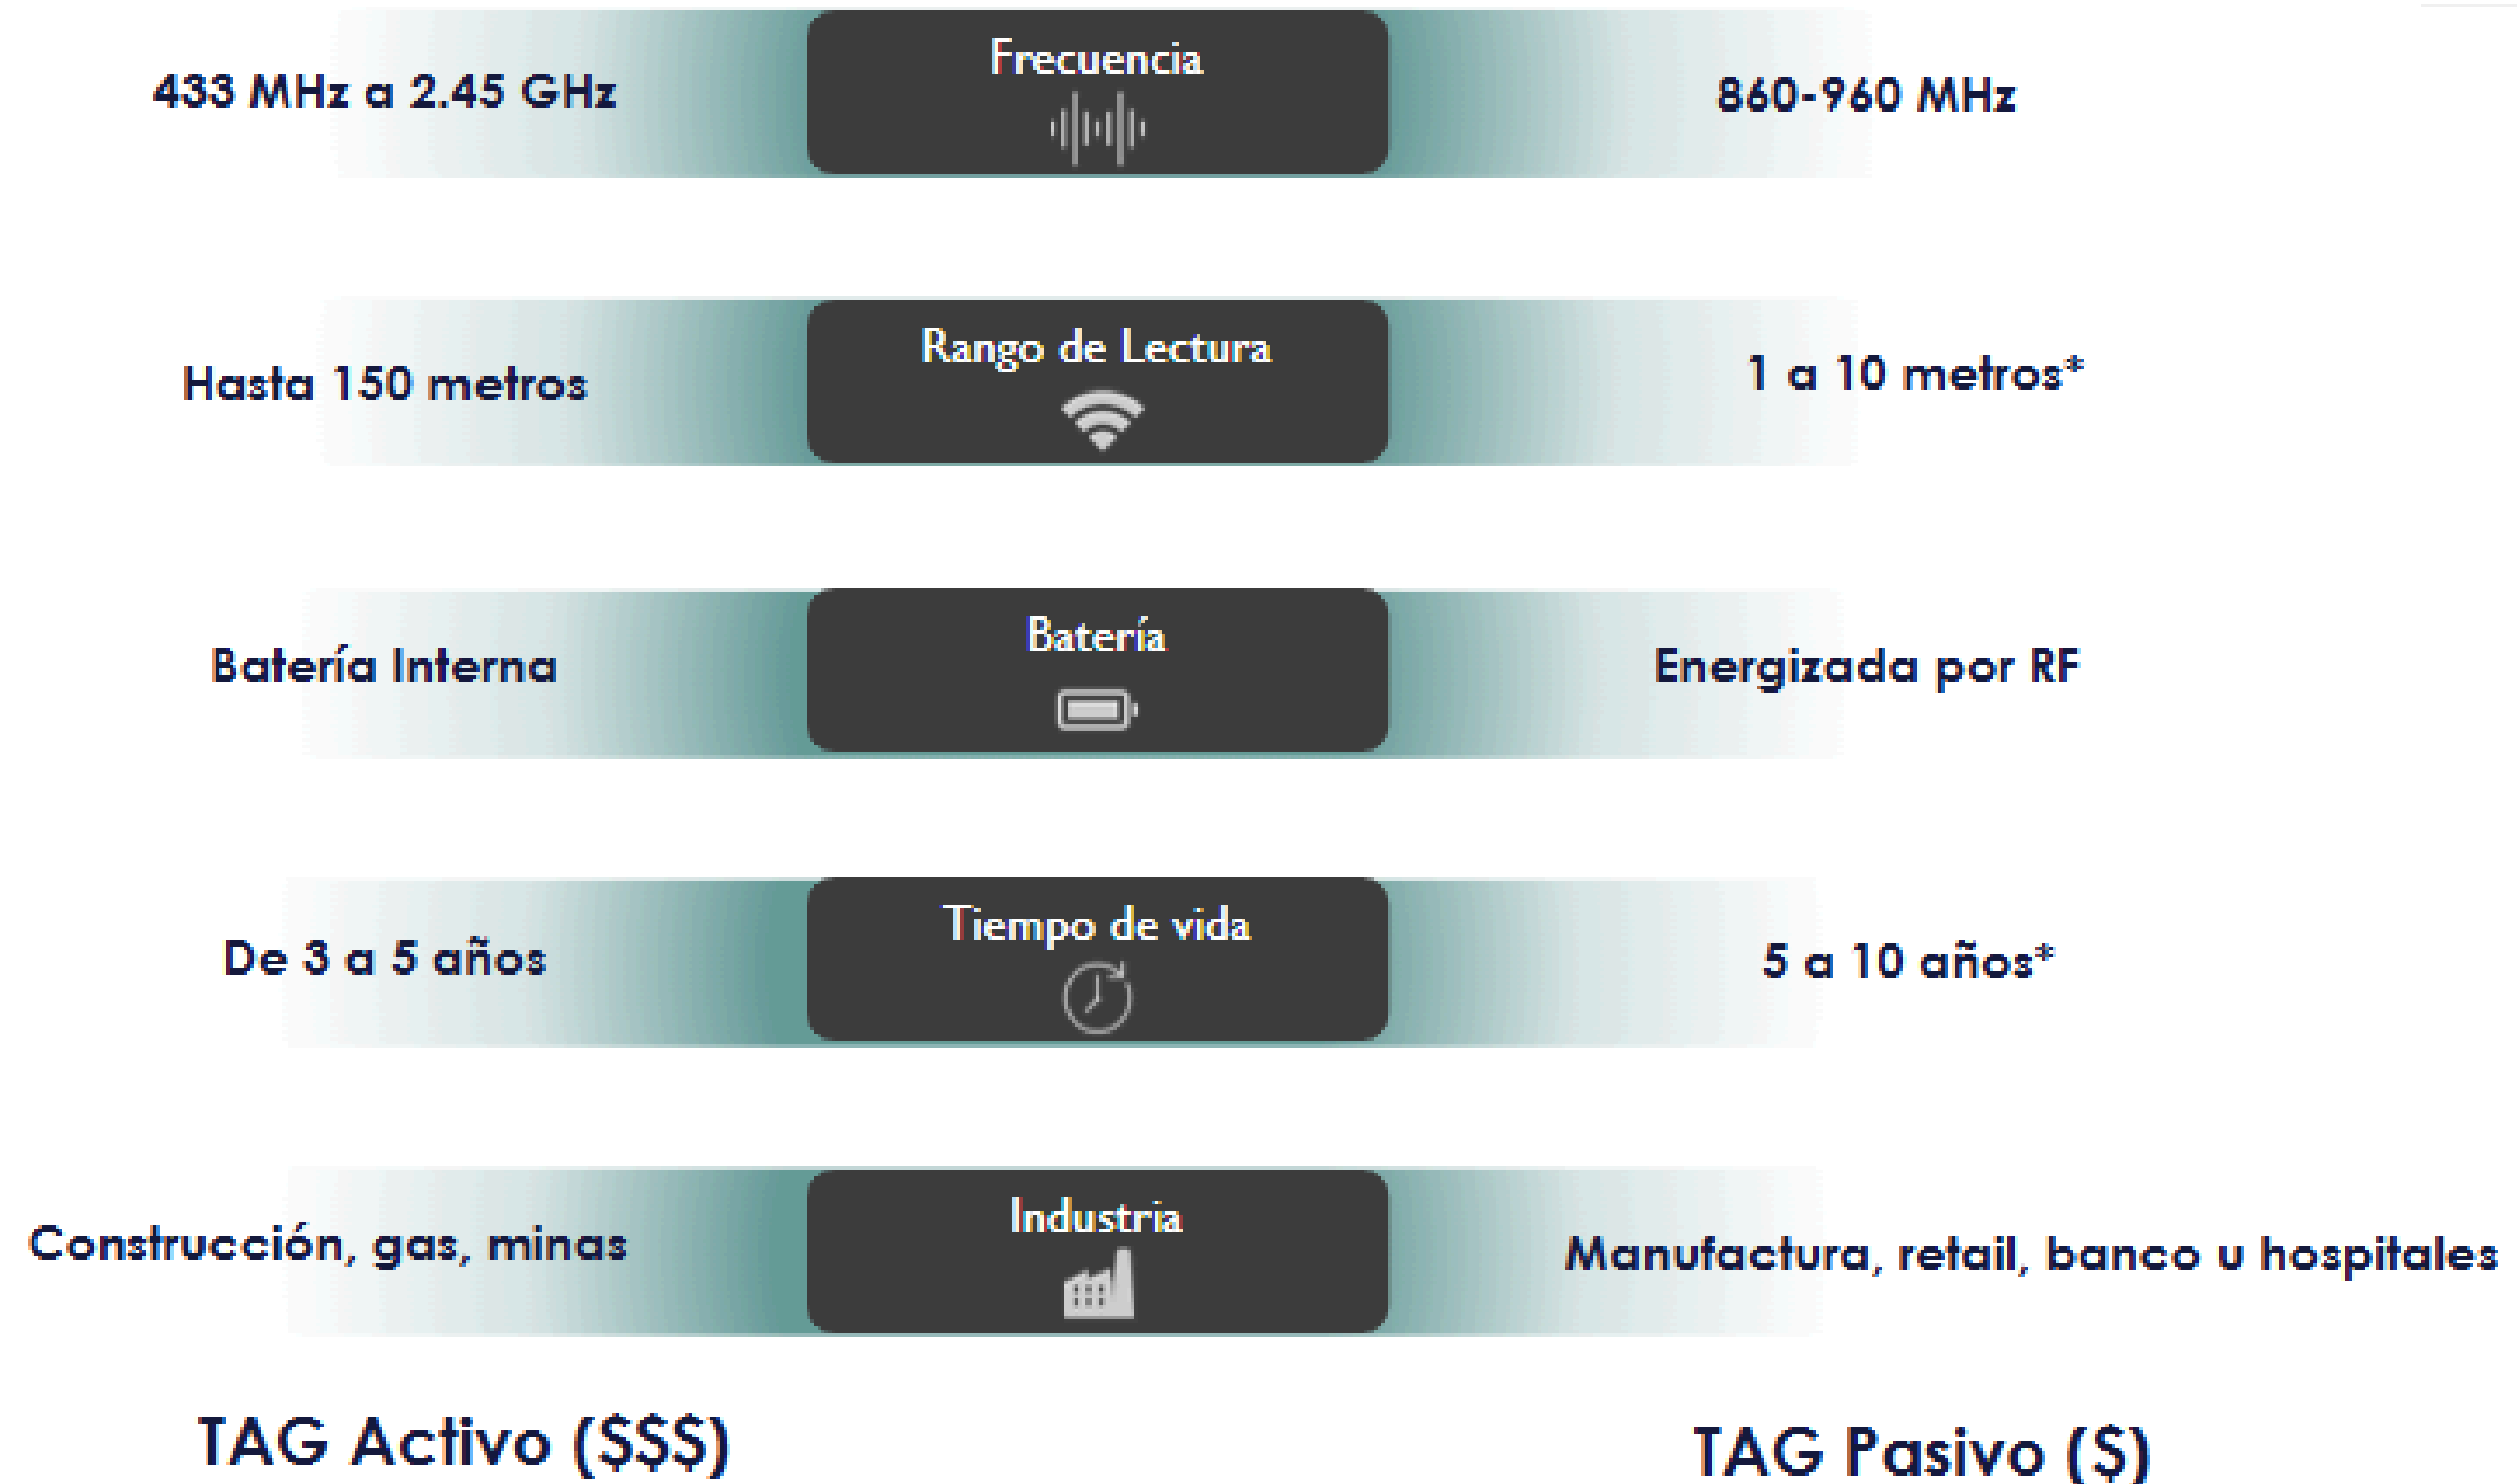 Frecuencia
433 MHz a 2.45 GHz
860-960 MHz
Rango de Lectura
Hasta 150 metros
1 a 10 metros*
Batería
Batería Interna
Energizada por RF
Tiempo de vida
De 3 a 5 años
5 a 10 años*
Industria
Construcción, gas, minas
Manufactura, retail, banco u hospitales
TAG Activo ($$$)
TAG Pasivo ($)